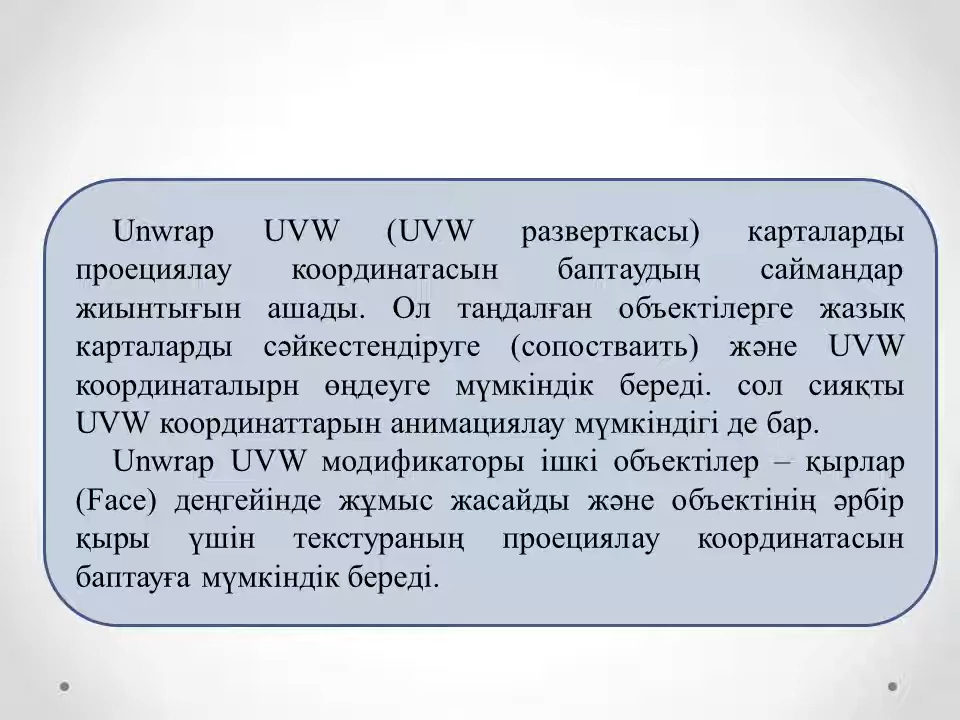 Unwrap UVW (UVW разверткасы) карталарды
проециялау координатасын баптаудың саймандар
жиынтығын ашады. Ол таңдалған объектілерге жазық
карталарды сәйкестендіруге (сопостваить) және UVW
координаталырн өңдеуге мүмкіндік береді. сол сияқты
UVW координаттарын анимациялау мүмкіндігі де бар.
Unwrap UVW модификаторы ішкі объектілер – қырлар
(Face) деңгейінде жұмыс жасайды және объектінің әрбір
қыры үшін текстураның проециялау координатасын
баптауға мүмкіндік береді.